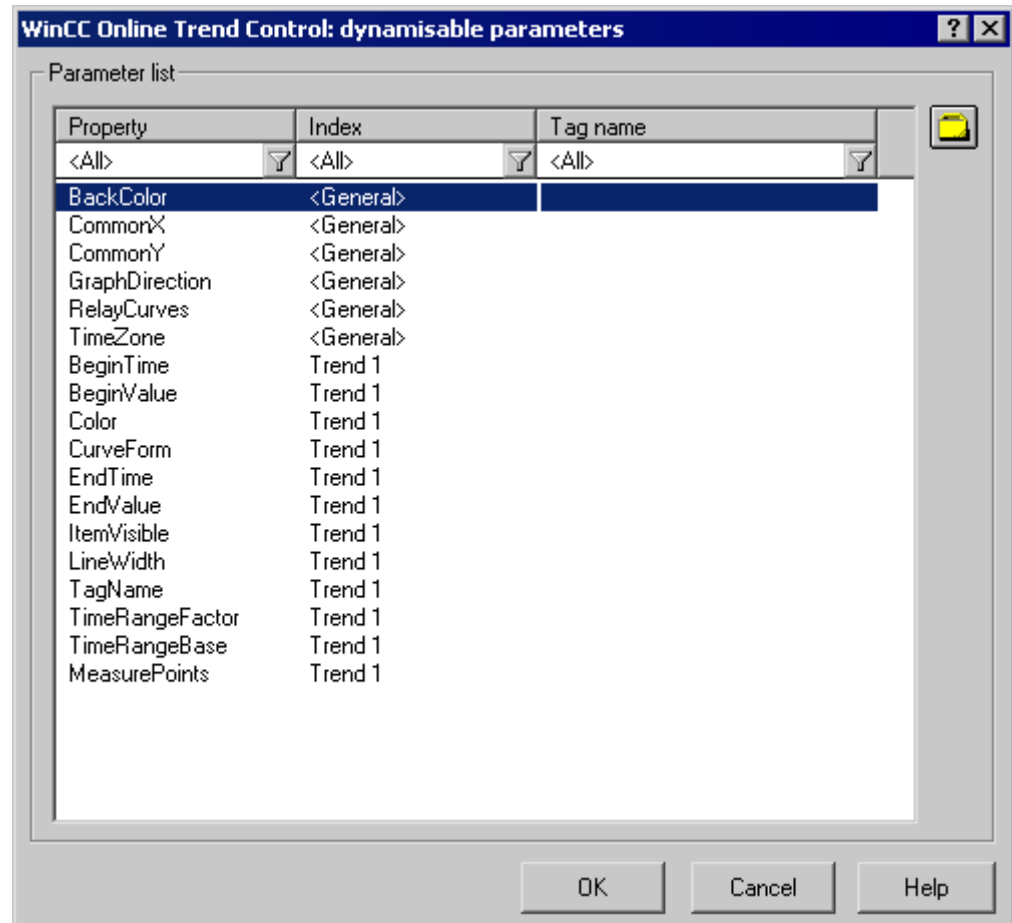 WinCC Online Trend Control: dynamisable parameters
Parameter list
Property Index Tag name
<All> <All> <All>
BackColor <General>
CommonX <General>
CommonY <General>
GraphDirection <General>
RelayCurves <General>
TimeZone <General>
BeginTime Trend 1
BeginValue Trend 1
Color Trend 1
CurveForm Trend 1
EndTime Trend 1
EndValue Trend 1
ItemVisible Trend 1
LineWidth Trend 1
TagName Trend 1
TimeRangeFactor Trend 1
TimeRangeBase Trend 1
MeasurePoints Trend 1
OK Cancel Help